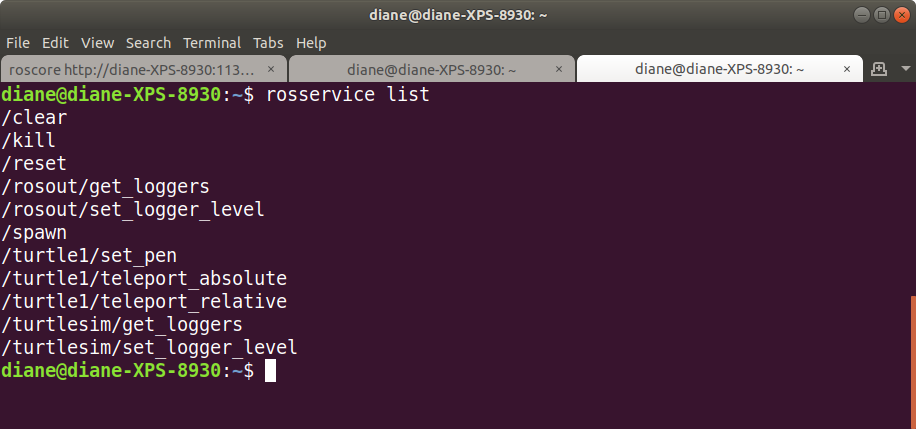 diane@diane-XPS-8930: ~
File Edit View Search Terminal Tabs Help
roscore http://diane-XPS-8930:113... × diane@diane-XPS-8930: ~ × diane@diane-XPS-8930: ~ ×
diane@diane-XPS-8930:~$ rosservice list
/clear
/kill
/reset
/rosout/get_loggers
/rosout/set_logger_level
/spawn
/turtle1/set_pen
/turtle1/teleport_absolute
/turtle1/teleport_relative
/turtlesim/get_loggers
/turtlesim/set_logger_level
diane@diane-XPS-8930:~$